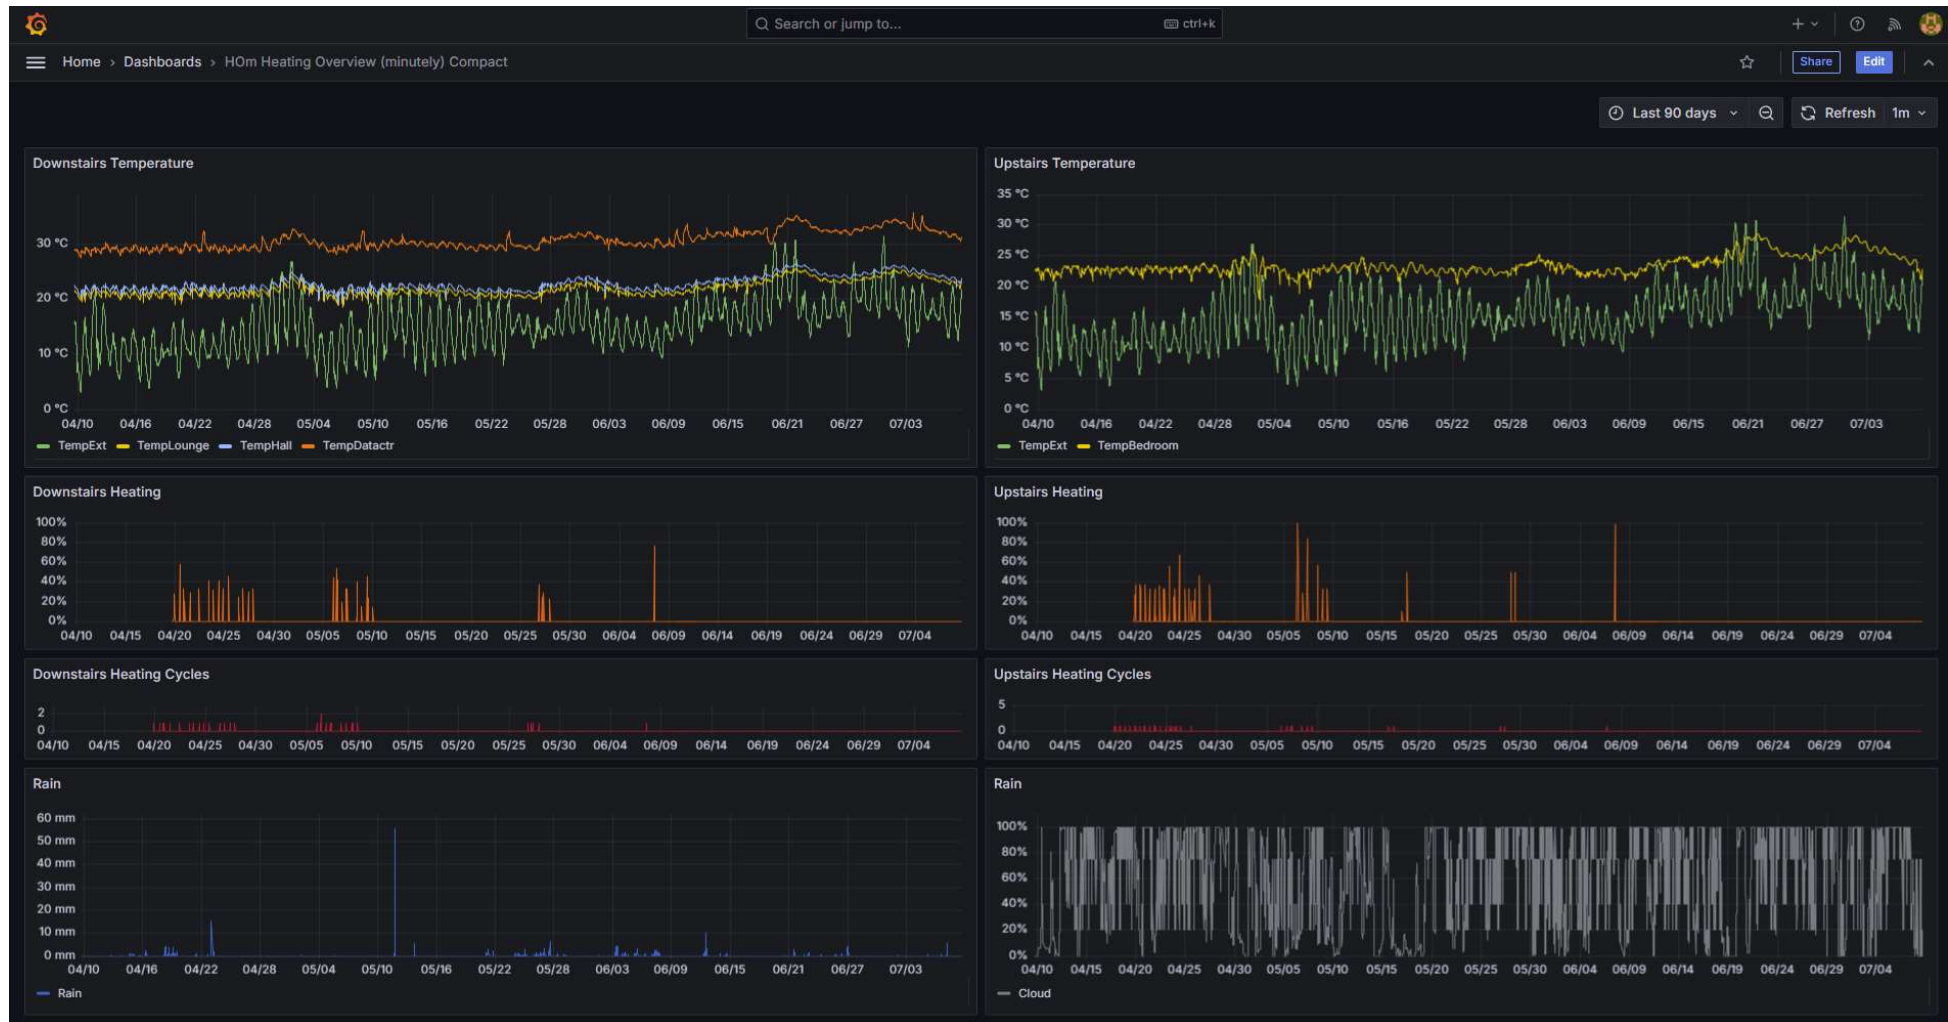 Search or jump to... ctrl+k
Home › Dashboards › HOm Heating Overview (minutely) Compact
Share Edit
Last 90 days Refresh 1m
Downstairs Temperature
30 °C
20 °C
10 °C
0 °C
04/10 04/16 04/22 04/28 05/04 05/10 05/16 05/22 05/28 06/03 06/09 06/15 06/21 06/27 07/03
TempExt TempLounge TempHall TempDatactr
Upstairs Temperature
35 °C
30 °C
25 °C
20 °C
15 °C
10 °C
5 °C
0 °C
04/10 04/16 04/22 04/28 05/04 05/10 05/16 05/22 05/28 06/03 06/09 06/15 06/21 06/27 07/03
TempExt TempBedroom
Downstairs Heating
100%
80%
60%
40%
20%
0%
04/10 04/15 04/20 04/25 04/30 05/05 05/10 05/15 05/20 05/25 05/30 06/04 06/09 06/14 06/19 06/24 06/29 07/04
Upstairs Heating
100%
80%
60%
40%
20%
0%
04/10 04/15 04/20 04/25 04/30 05/05 05/10 05/15 05/20 05/25 05/30 06/04 06/09 06/14 06/19 06/24 06/29 07/04
Downstairs Heating Cycles
2
0
04/10 04/15 04/20 04/25 04/30 05/05 05/10 05/15 05/20 05/25 05/30 06/04 06/09 06/14 06/19 06/24 06/29 07/04
Upstairs Heating Cycles
5
0
04/10 04/15 04/20 04/25 04/30 05/05 05/10 05/15 05/20 05/25 05/30 06/04 06/09 06/14 06/19 06/24 06/29 07/04
Rain
60 mm
50 mm
40 mm
30 mm
20 mm
10 mm
0 mm
04/10 04/16 04/22 04/28 05/04 05/10 05/16 05/22 05/28 06/03 06/09 06/15 06/21 06/27 07/03
Rain
Rain
100%
80%
60%
40%
20%
0%
04/10 04/15 04/20 04/25 04/30 05/05 05/10 05/15 05/20 05/25 05/30 06/04 06/09 06/14 06/19 06/24 06/29 07/04
Cloud